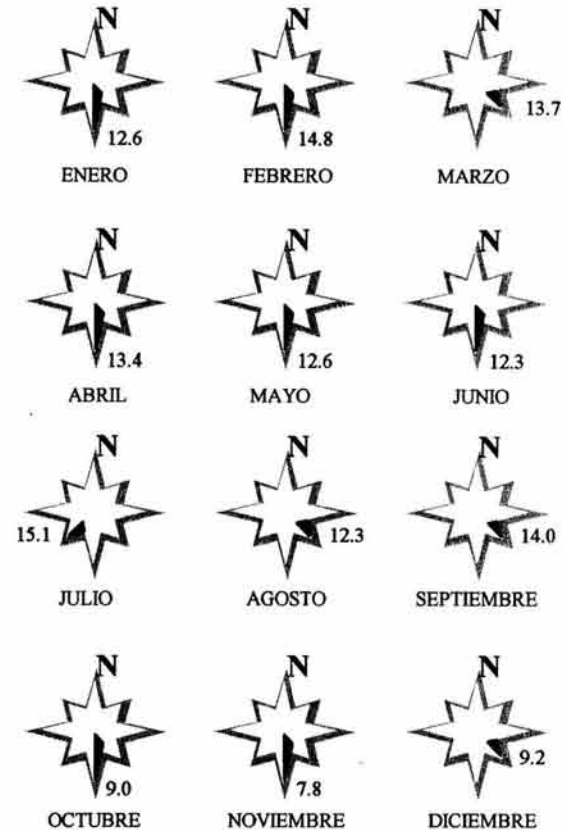 N N N
12.6 14.8 13.7
ENERO FEBRERO MARZO
N N N
13.4 12.6 12.3
ABRIL MAYO JUNIO
N N N
15.1 12.3 14.0
JULIO AGOSTO SEPTIEMBRE
N N N
9.0 7.8 9.2
OCTUBRE NOVIEMBRE DICIEMBRE